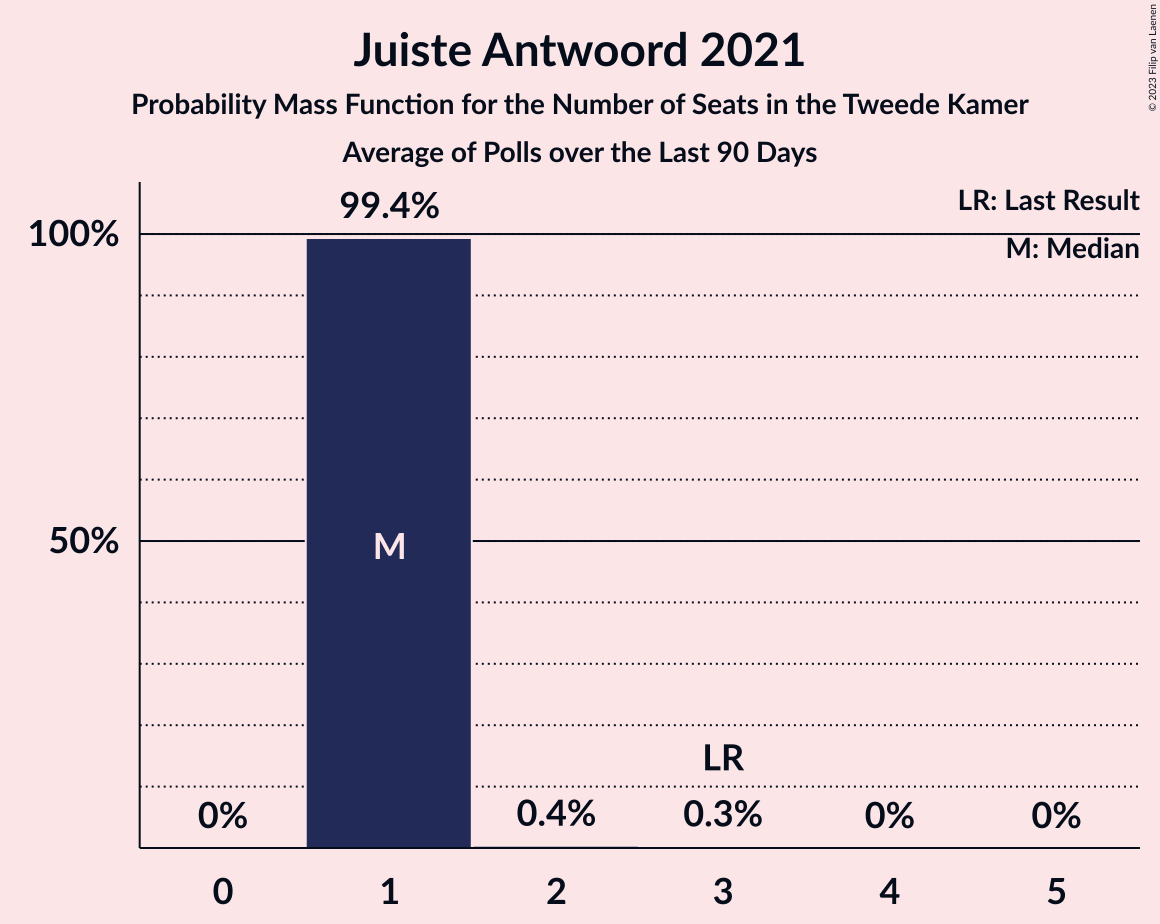 Juiste Antwoord 2021
Probability Mass Function for the Number of Seats in the Tweede Kamer
Average of Polls over the Last 90 Days
© 2023 Filip van Laenen
LR: Last Result
M: Median
99.4%
100%
50%
M
LR
0%
0.4%
0.3%
0%
0%
0 1 2 3 4 5